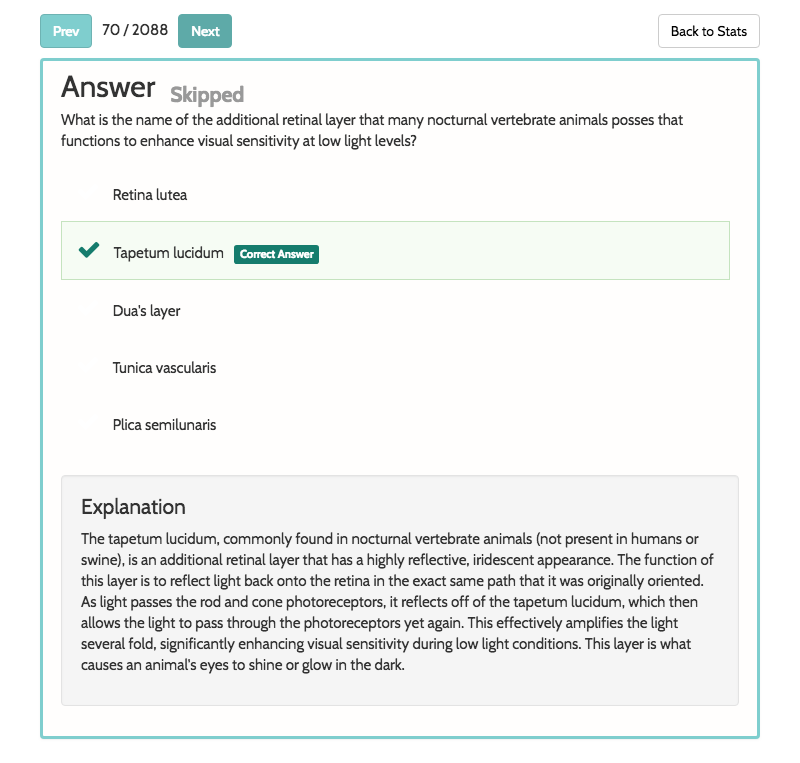 Prev 70 / 2088 Next Back to Stats
Answer Skipped
What is the name of the additional retinal layer that many nocturnal vertebrate animals posses that
functions to enhance visual sensitivity at low light levels?
Retina lutea
Tapetum lucidum Correct Answer
Dua's layer
Tunica vascularis
Plica semilunaris
Explanation
The tapetum lucidum, commonly found in nocturnal vertebrate animals (not present in humans or
swine), is an additional retinal layer that has a highly reflective, iridescent appearance. The function of
this layer is to reflect light back onto the retina in the exact same path that it was originally oriented.
As light passes the rod and cone photoreceptors, it reflects off of the tapetum lucidum, which then
allows the light to pass through the photoreceptors yet again. This effectively amplifies the light
several fold, significantly enhancing visual sensitivity during low light conditions. This layer is what
causes an animal's eyes to shine or glow in the dark.